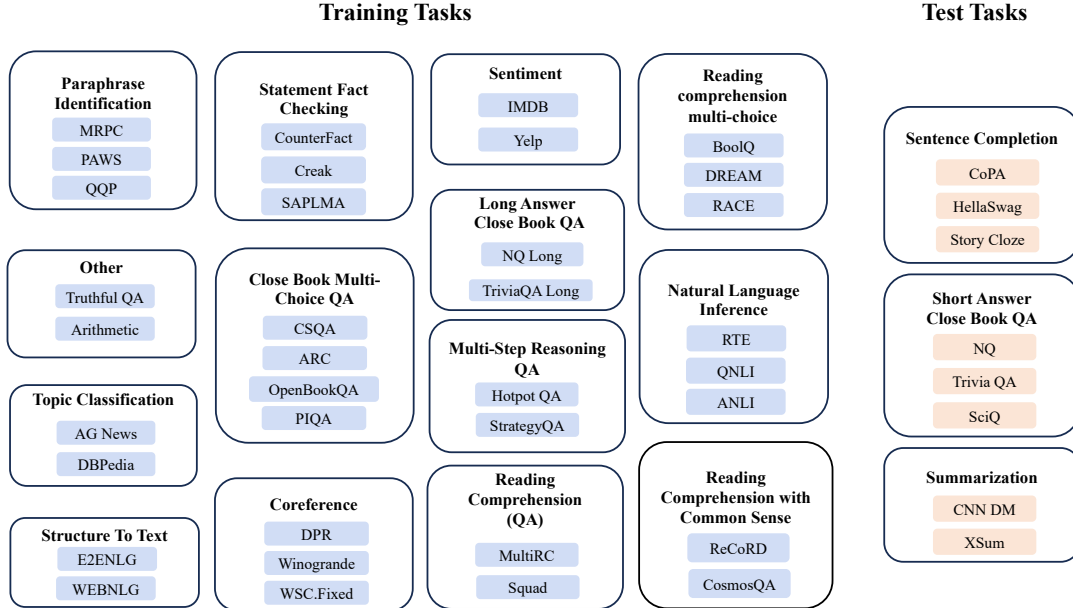 Training Tasks
Test Tasks
Paraphrase
Identification
MRPC
PAWS
QQP
Other
Truthful QA
Arithmetic
Topic Classification
AG News
DBPedia
Structure To Text
E2ENLG
WEBNLG
Statement Fact
Checking
CounterFact
Creak
SAPLMA
Close Book Multi-
Choice QA
CSQA
ARC
OpenBookQA
PIQA
Coreference
DPR
Winogrande
WSC.Fixed
Sentiment
IMDB
Yelp
Long Answer
Close Book QA
NQ Long
TriviaQA Long
Multi-Step Reasoning
QA
Hotpot QA
StrategyQA
Reading
Comprehension
(QA)
MultiRC
Squad
Reading
comprehension
multi-choice
BoolQ
DREAM
RACE
Natural Language
Inference
RTE
QNLI
ANLI
Reading
Comprehension with
Common Sense
ReCoRD
CosmosQA
Sentence Completion
CoPA
HellaSwag
Story Cloze
Short Answer
Close Book QA
NQ
Trivia QA
SciQ
Summarization
CNN DM
XSum